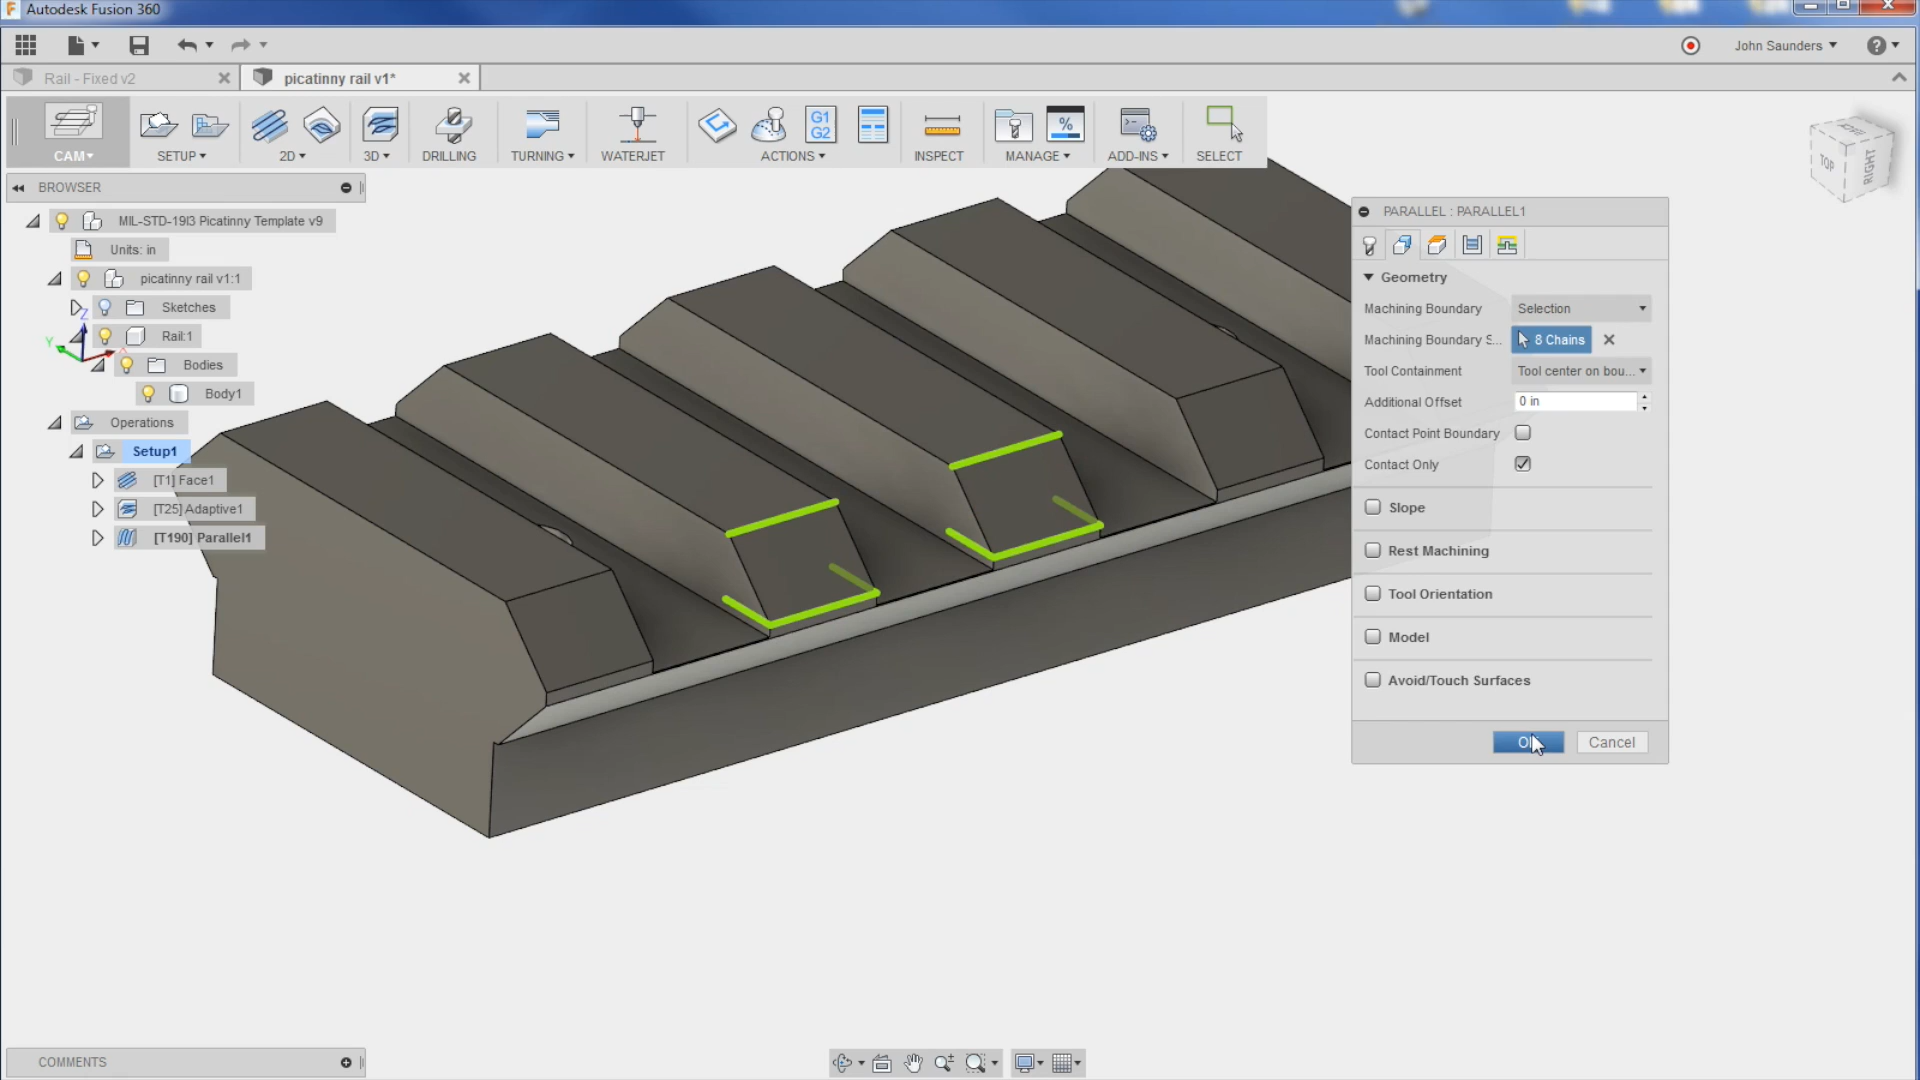 Autodesk Fusion 360
John Saunders
Rail - Fixed v2
picatinny rail v1*
G1
G2
%
CAM
SETUP
2D
3D
DRILLING
TURNING
WATERJET
ACTIONS
INSPECT
MANAGE
ADD-INS
SELECT
TOP
RIGHT
BROWSER
MIL-STD-19l3 Picatinny Template v9
Units: in
picatinny rail v1:1
Sketches
Z
Y
Rail:1
Bodies
Body1
Operations
Setup1
[T1] Face1
[T25] Adaptive1
[T190] Parallel1
PARALLEL : PARALLEL1
Geometry
Machining Boundary Selection
Machining Boundary S... 8 Chains
Tool Containment Tool center on bou...
Additional Offset 0 in
Contact Point Boundary
Contact Only
Slope
Rest Machining
Tool Orientation
Model
Avoid/Touch Surfaces
Cancel
COMMENTS